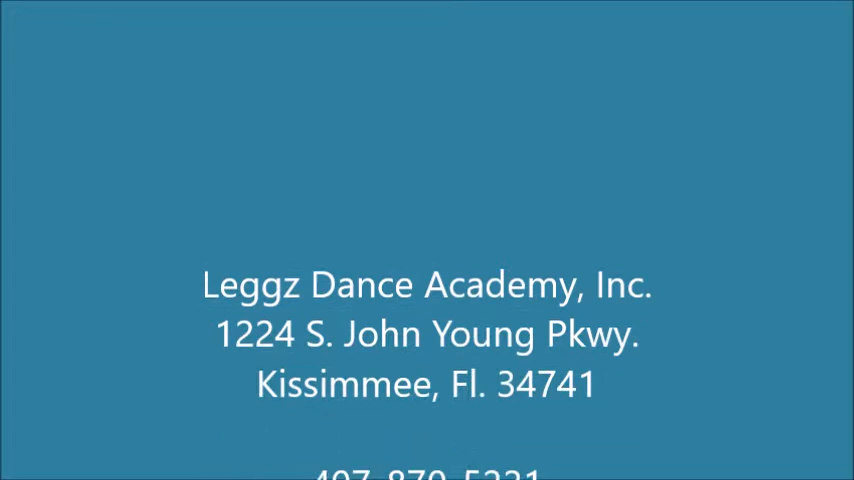 Leggz Dance Academy, Inc.
1224 S. John Young Pkwy.
Kissimmee, Fl. 34741